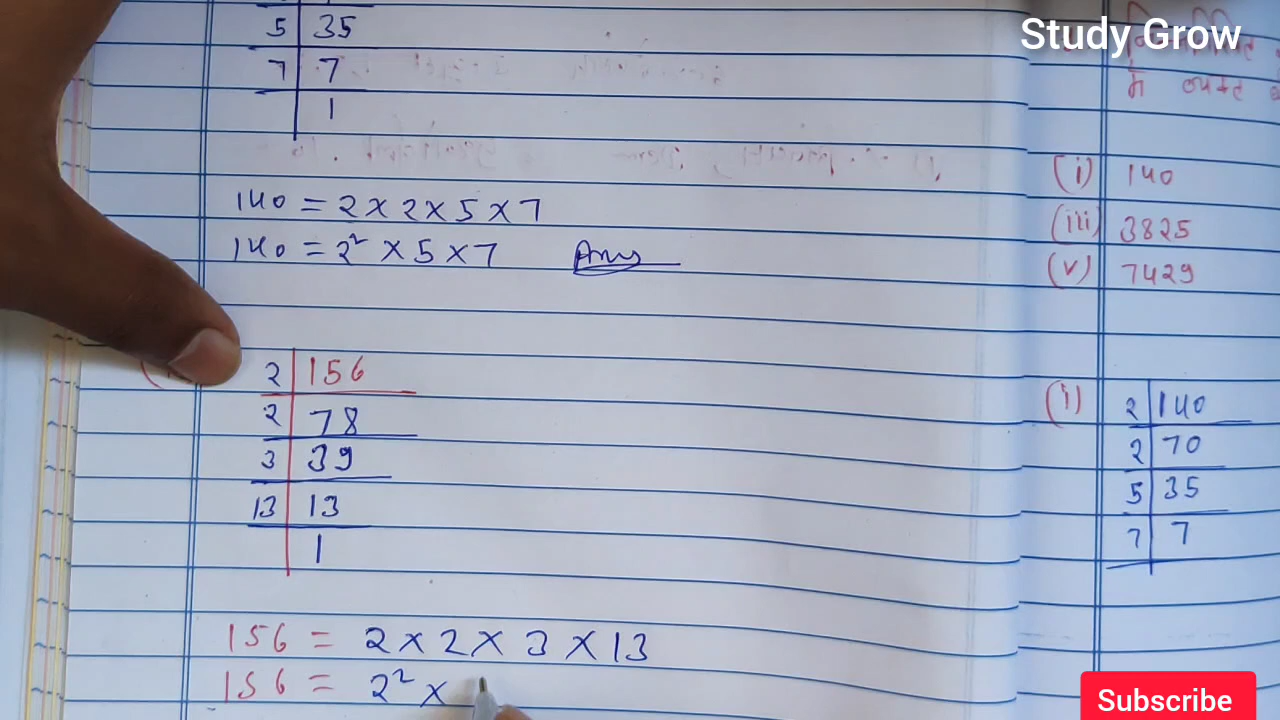 Study Grow
5 35
7 7
1
140 = 2 × 2 × 5 × 7
140 = 2² × 5 × 7 Ans
2 156
2 78
3 39
13 13
1
156 = 2 × 2 × 3 × 13
156 = 2² ×
(i) 140
(iii) 3825
(v) 7429
(i) 2 140
2 70
5 35
7 7
Subscribe